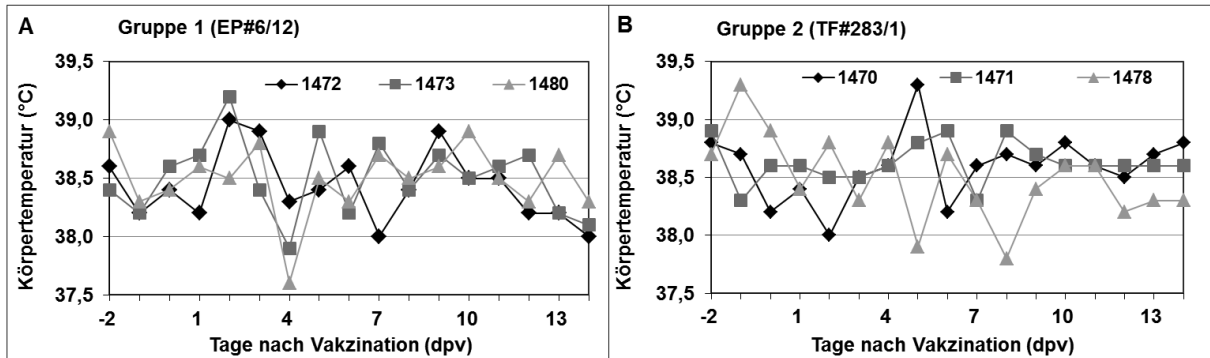 A Gruppe 1 (EP#6/12)
39,5
39,0
38,5
38,0
37,5
Körpertemperatur (°C)
1472 1473 1480
-2 1 4 7 10 13
Tage nach Vakzination (dpv)
B Gruppe 2 (TF#283/1)
39,5
39,0
38,5
38,0
37,5
Körpertemperatur (°C)
1470 1471 1478
-2 1 4 7 10 13
Tage nach Vakzination (dpv)